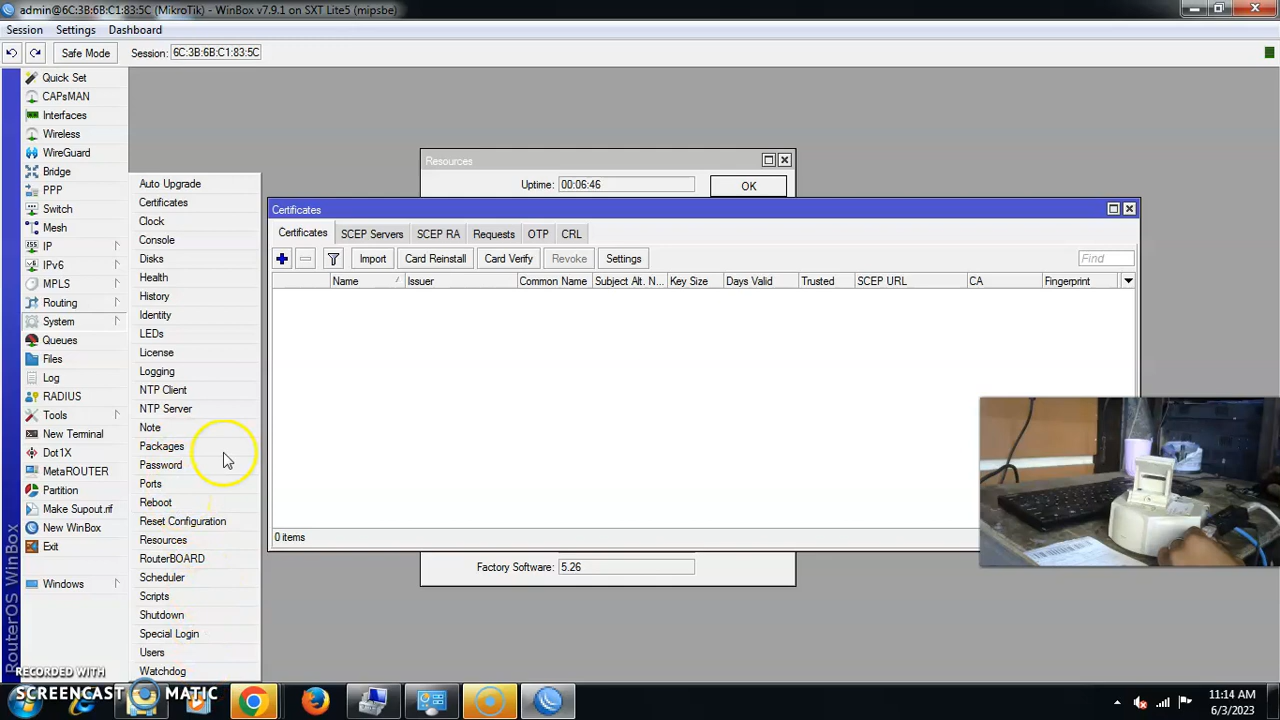 admin@6C:3B:6B:C1:83:5C (MikroTik) - WinBox v7.9.1 on SXT Lite5 (mipsbe)
Session Settings Dashboard
Safe Mode Session: 6C:3B:6B:C1:83:5C
Quick Set
CAPsMAN
Interfaces
Wireless
WireGuard
Bridge
PPP
Switch
Mesh
IP
IPv6
MPLS
Routing
System
Queues
Files
Log
RADIUS
Tools
New Terminal
Dot1X
MetaROUTER
Partition
Make Supout.rif
New WinBox
Exit
Windows
RouterOS WinBox
Auto Upgrade
Certificates
Clock
Console
Disks
Health
History
Identity
LEDs
License
Logging
NTP Client
NTP Server
Note
Packages
Password
Ports
Reboot
Reset Configuration
Resources
RouterBOARD
Scheduler
Scripts
Shutdown
Special Login
Users
Watchdog
Resources
Uptime: 00:06:46 OK
Certificates
Certificates SCEP Servers SCEP RA Requests OTP CRL
Import Card Reinstall Card Verify Revoke Settings Find
Name Issuer Common Name Subject Alt. N... Key Size Days Valid Trusted SCEP URL CA Fingerprint
0 items
Factory Software: 5.26
RECORDED WITH
SCREENCAST MATIC
11:14 AM
6/3/2023